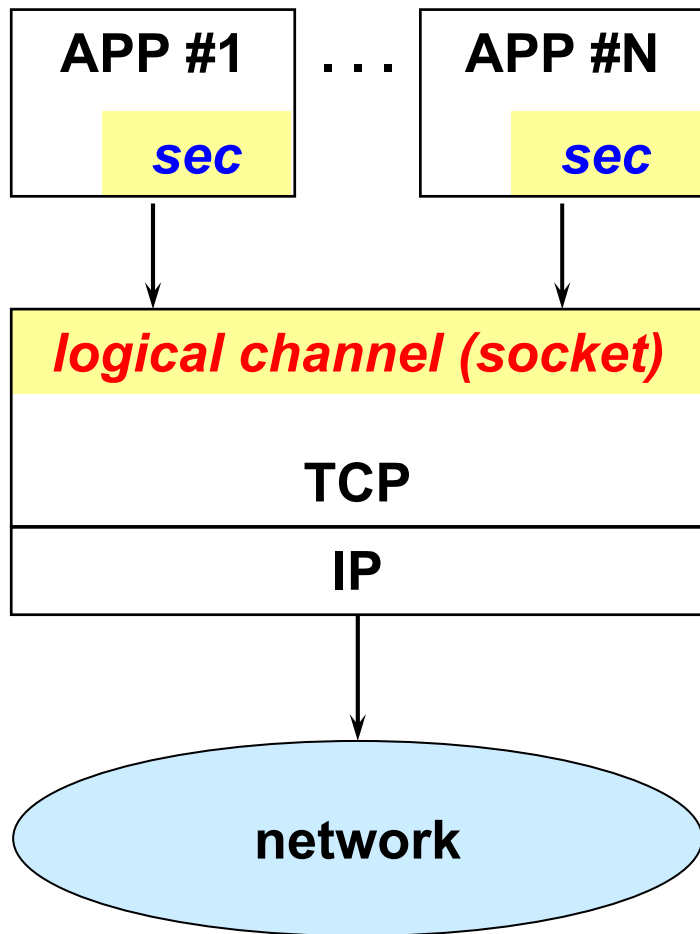 APP #1 . . . APP #N
sec sec
logical channel (socket)
TCP
IP
network